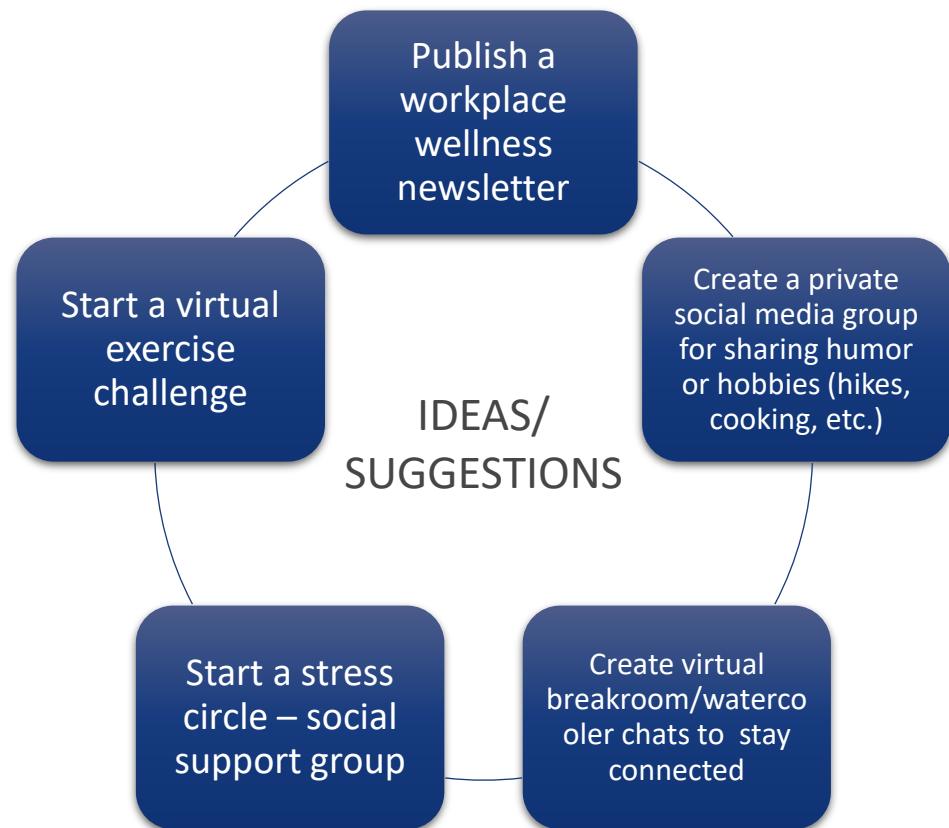 Publish a
workplace
wellness
newsletter
Create a private
social media group
for sharing humor
or hobbies (hikes,
cooking, etc.)
Create virtual
breakroom/waterco
oler chats to  stay
connected
Start a stress
circle – social
support group
Start a virtual
exercise
challenge
IDEAS/
SUGGESTIONS